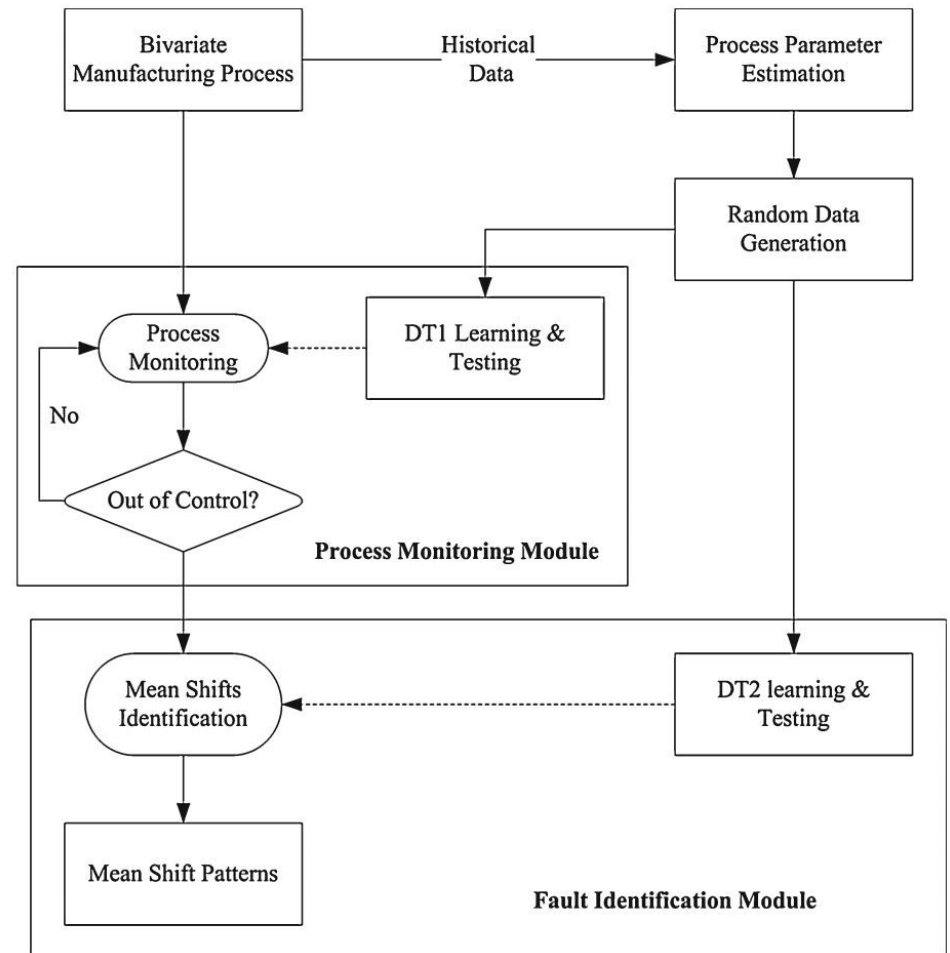 Bivariate
Manufacturing Process
Historical
Data
Process Parameter
Estimation
Random Data
Generation
Process
Monitoring
DT1 Learning &
Testing
No
Out of Control?
Process Monitoring Module
Mean Shifts
Identification
DT2 learning &
Testing
Mean Shift Patterns
Fault Identification Module